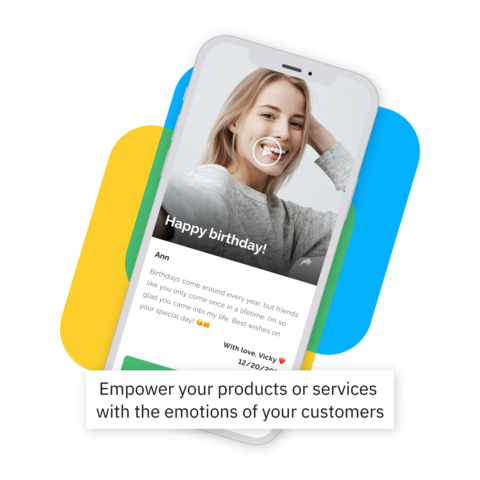 Happy birthday!
Ann
Birthdays come around every year, but friends
like you only come once in a lifetime. I'm so
glad you came into my life. Best wishes on
your special day! 😘😊
With love, Vicky ❤️
12/20/20
Empower your products or services
with the emotions of your customers